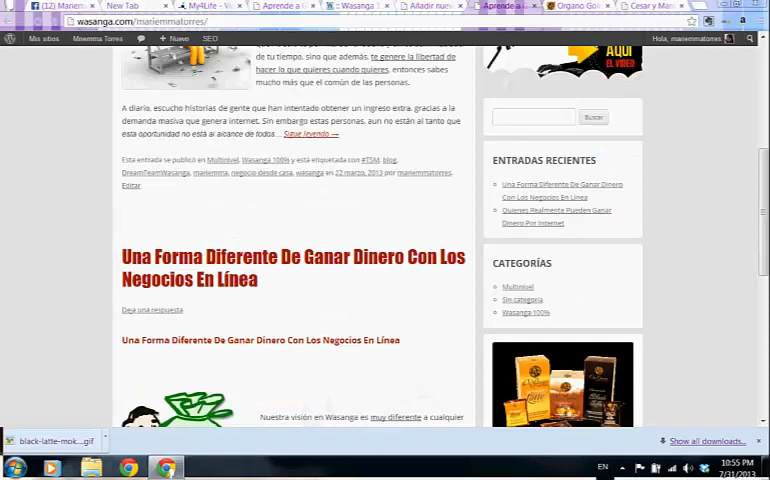 Mariem
New Tab
My4Life - V
Aprende a G
:: Wasanga
Añadir nuev
Aprende a G
Organo Gol
Cesar y Mari
wasanga.com/mariemmatorres/
Mis sitios
Mwemma Torres
Nuevo
SEO
Hola, mariemmatorres
de tu tiempo, sino que además, te genera la libertad de
hacer lo que quieres cuando quieres, entonces sabes
mucho más que el común de las personas.
A diario, escucho historias de gente que han intentado obtener un ingreso extra, gracias a la
demanda masiva que genera internet. Sin embargo estas personas, aun no están al tanto que
esta oportunidad no está al alcance de todos... Sigue leyendo →
Esta entrada se publicó en Multinivel, Wasanga 100% y está etiquetada con #TSM, blog,
DreamTeamWasanga, mariemma, negocio desde casa, wasanga en 22 marzo, 2013 por mariemmatorres.
Editar
Una Forma Diferente De Ganar Dinero Con Los
Negocios En Línea
Deja una respuesta
Una Forma Diferente De Ganar Dinero Con Los Negocios En Línea
Nuestra visión en Wasanga es muy diferente a cualquier
AQUI
EL VIDEO
Buscar
ENTRADAS RECIENTES
Una Forma Diferente De Ganar Dinero
Con Los Negocios En Línea
Quienes Realmente Pueden Ganar
Dinero Por Internet
CATEGORÍAS
Multinivel
Sin categoría
Wasanga 100%
Latte
black-latte-mok....gif
Show all downloads...
EN
10:55 PM
7/31/2013